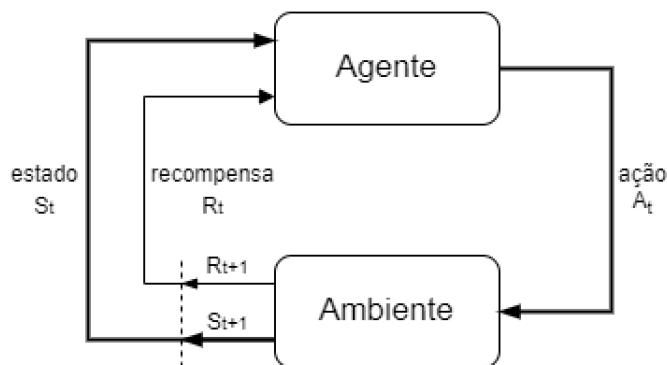 Agente
estado
St
recompensa
Rt
ação
At
Rt+1
Ambiente
St+1